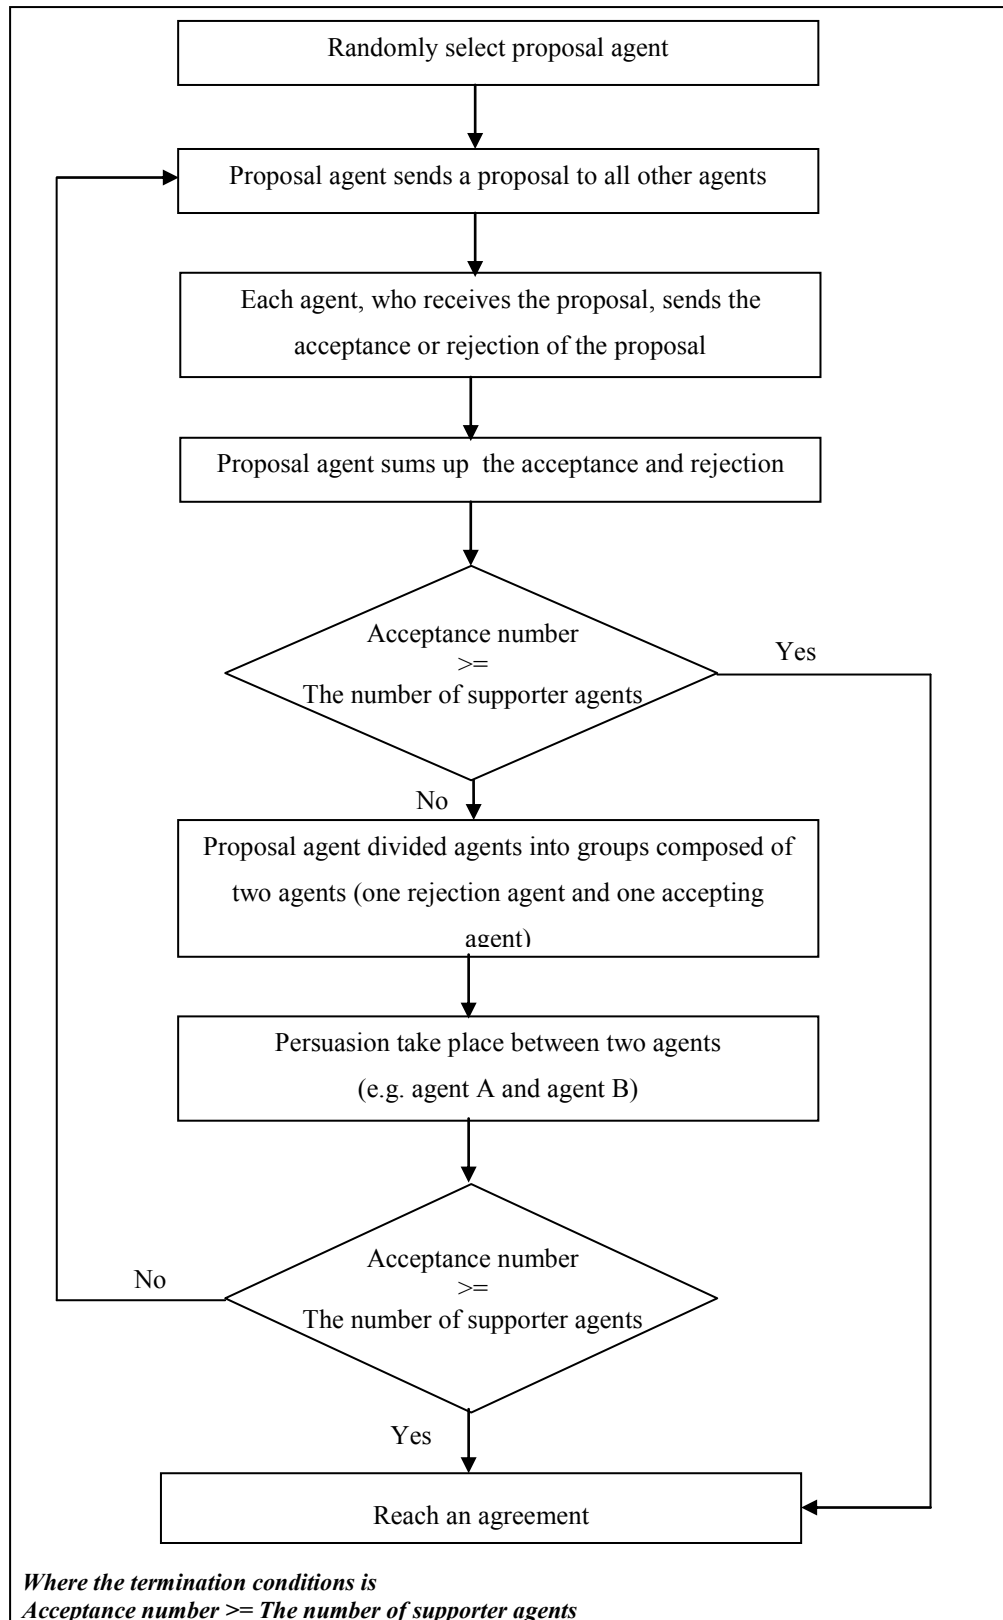 Randomly select proposal agent
Proposal agent sends a proposal to all other agents
Each agent, who receives the proposal, sends the
acceptance or rejection of the proposal
Proposal agent sums up  the acceptance and rejection
Acceptance number
>=
The number of supporter agents
Yes
No
Proposal agent divided agents into groups composed of
two agents (one rejection agent and one accepting
agent)
Persuasion take place between two agents
(e.g. agent A and agent B)
Acceptance number
>=
The number of supporter agents
No
Yes
Reach an agreement
Where the termination conditions is
Acceptance number >= The number of supporter agents